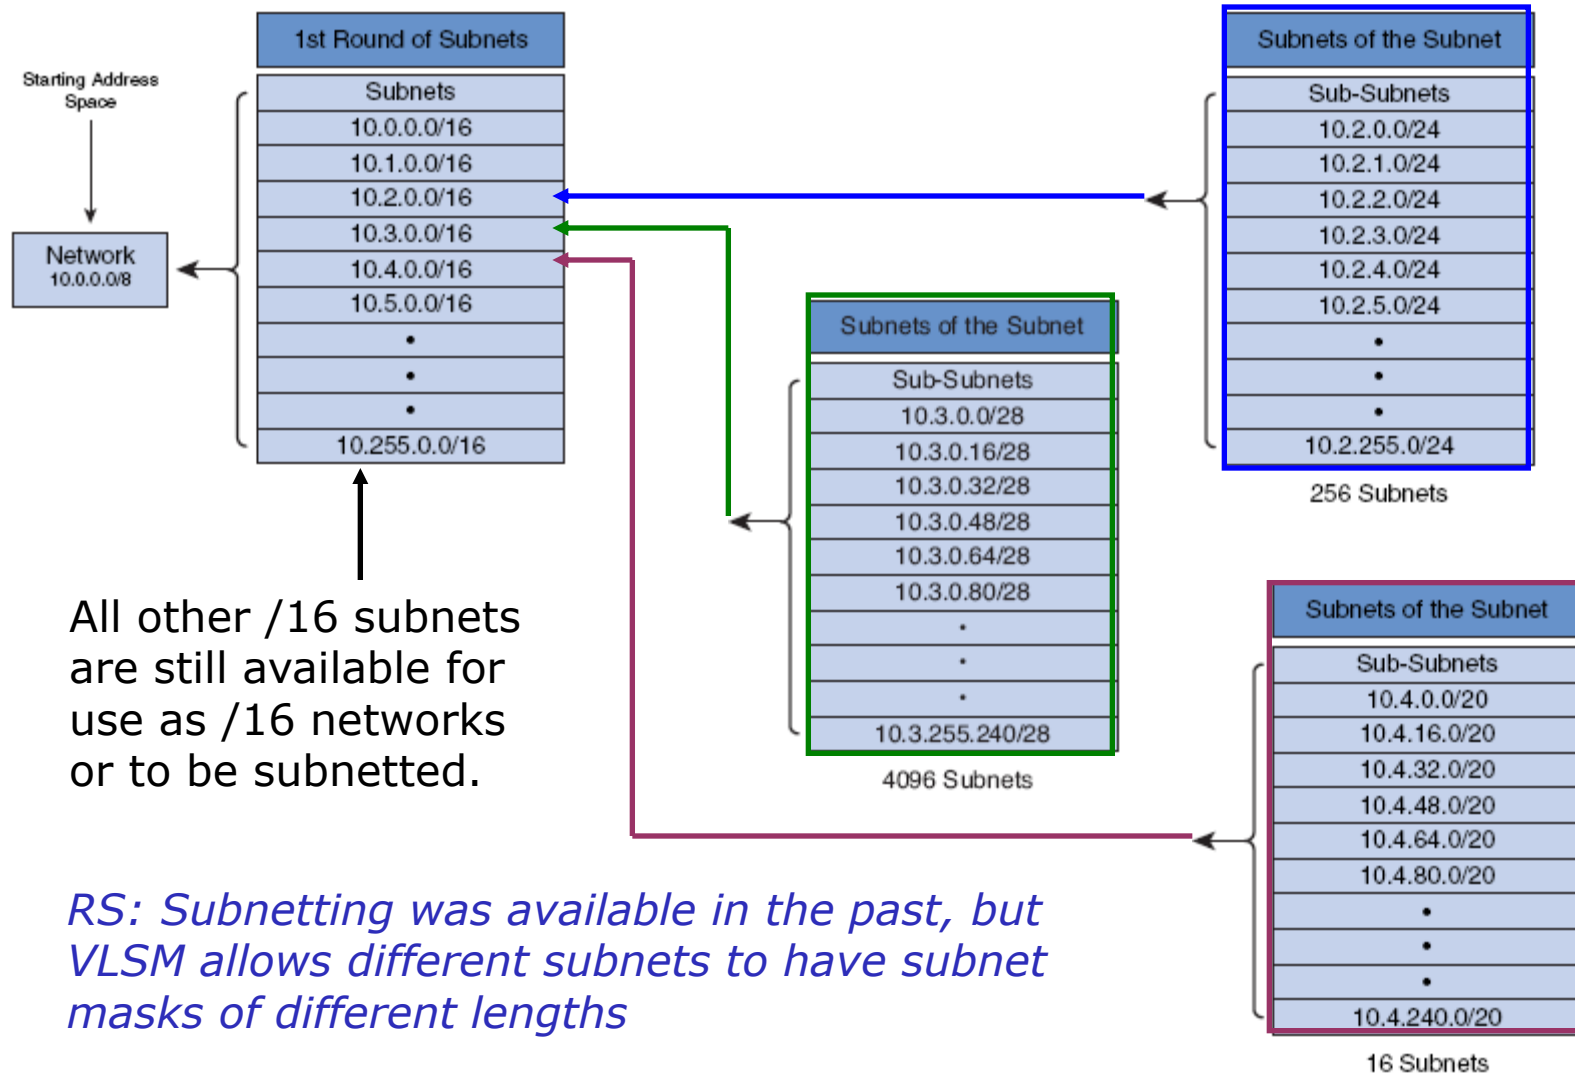 Starting Address
Space
Network
10.0.0.0/8
1st Round of Subnets
Subnets
10.0.0.0/16
10.1.0.0/16
10.2.0.0/16
10.3.0.0/16
10.4.0.0/16
10.5.0.0/16
•
•
•
10.255.0.0/16
All other /16 subnets
are still available for
use as /16 networks
or to be subnetted.
Subnets of the Subnet
Sub-Subnets
10.3.0.0/28
10.3.0.16/28
10.3.0.32/28
10.3.0.48/28
10.3.0.64/28
10.3.0.80/28
•
•
•
10.3.255.240/28
4096 Subnets
Subnets of the Subnet
Sub-Subnets
10.2.0.0/24
10.2.1.0/24
10.2.2.0/24
10.2.3.0/24
10.2.4.0/24
10.2.5.0/24
•
•
•
10.2.255.0/24
256 Subnets
Subnets of the Subnet
Sub-Subnets
10.4.0.0/20
10.4.16.0/20
10.4.32.0/20
10.4.48.0/20
10.4.64.0/20
10.4.80.0/20
•
•
•
10.4.240.0/20
16 Subnets
RS: Subnetting was available in the past, but
VLSM allows different subnets to have subnet
masks of different lengths